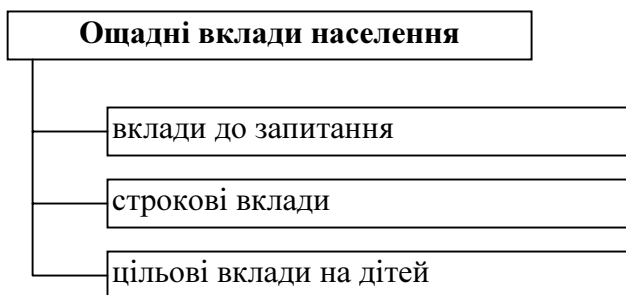 Ощадні вклади населення
вклади до запитання
строкові вклади
цільові вклади на дітей